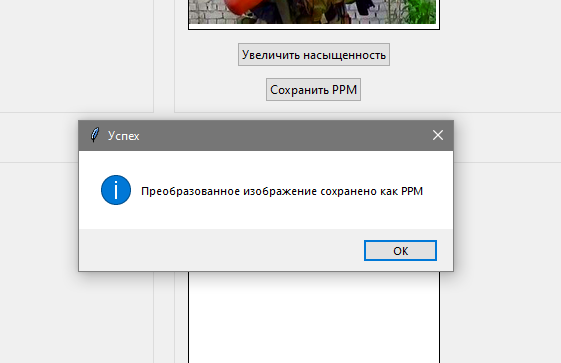 Увеличить насыщенность
Сохранить PPM
Успех
Преобразованное изображение сохранено как PPM
OK